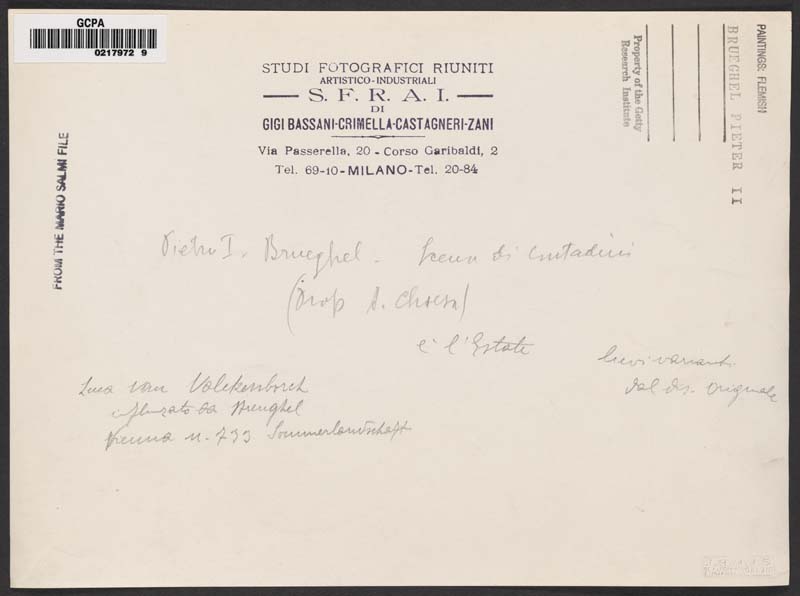 GCPA
0217972 9
STUDI FOTOGRAFICI RIUNITI
ARTISTICO-INDUSTRIALI
S. F. R. A. I.
DI
GIGI BASSANI-CRIMELLA-CASTAGNERI-ZANI
Via Passerella, 20 - Corso Garibaldi, 2
Tel. 69-10-MILANO-Tel. 20-84
PAINTINGS: FLEMISH
BRUEGHEL PIETER II
Property of the Getty
Research Institute
FROM THE MARIO SALMI FILE
Pietro I. Brueghel - Scena di contadini
(Prop A. Chiesa)
è l'Estate
lievi varianti
dal dis. originale
Luca van Valckenborch
influenzato da Brueghel
Vienna n. 733 Sommerlandschaft